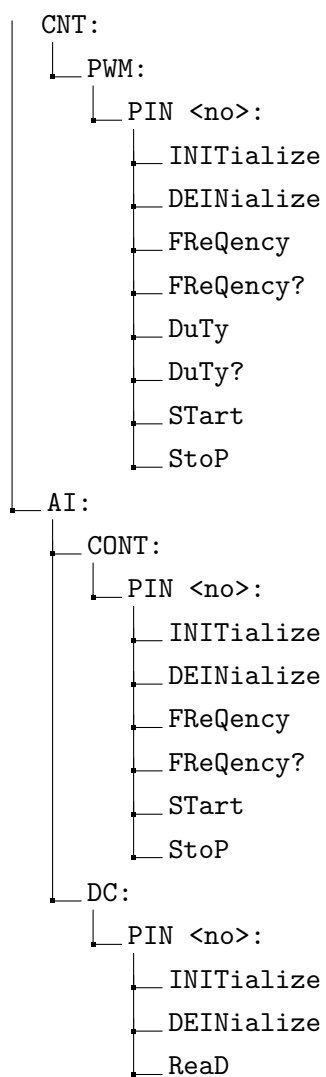 CNT:
PWM:
PIN <no>:
INITialize
DEINialize
FReQency
FReQency?
DuTy
DuTy?
STart
StoP
AI:
CONT:
PIN <no>:
INITialize
DEINialize
FReQency
FReQency?
STart
StoP
DC:
PIN <no>:
INITialize
DEINialize
ReaD